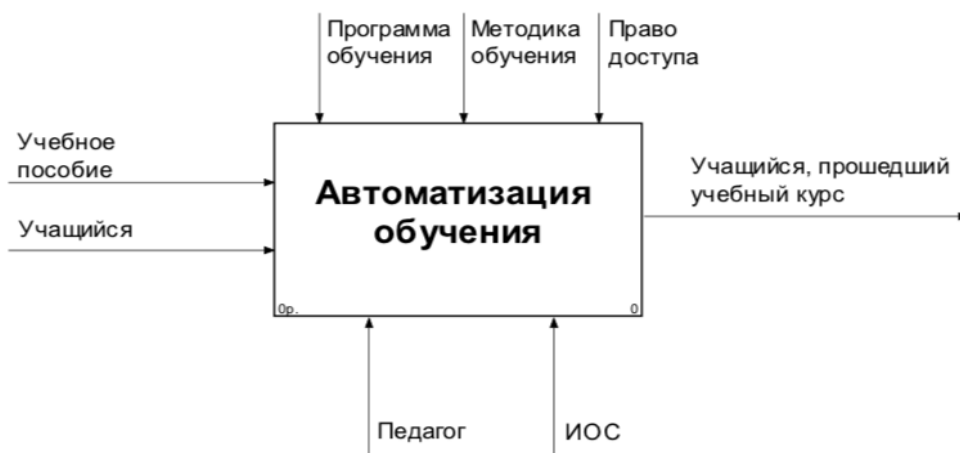 Программа
обучения
Методика
обучения
Право
доступа
Учебное
пособие
Учащийся
Автоматизация
обучения
0р.
0
Учащийся, прошедший
учебный курс
Педагог
ИОС